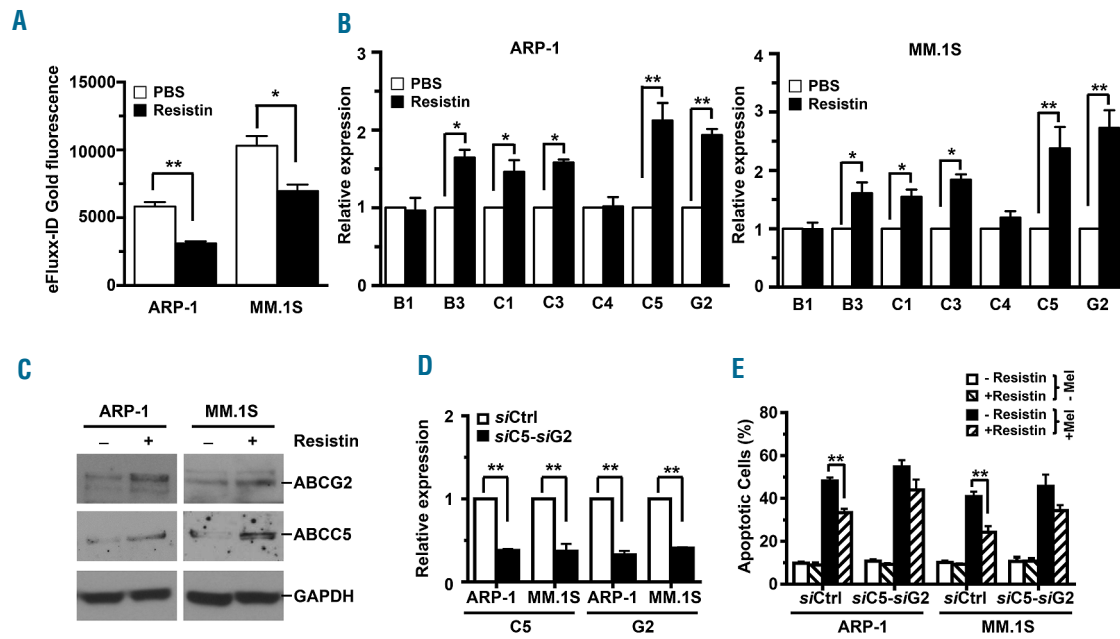 A
eFluxx-ID Gold fluorescence
15000
10000
5000
0
PBS
Resistin
**
*
ARP-1
MM.1S
B
ARP-1
Relative expression
3
2
1
0
PBS
Resistin
*
*
*
**
**
B1 B3 C1 C3 C4 C5 G2
MM.1S
Relative expression
4
3
2
1
0
PBS
Resistin
*
*
*
**
**
B1 B3 C1 C3 C4 C5 G2
C
ARP-1 MM.1S
– + – + Resistin
ABCG2
ABCC5
GAPDH
D
Relative expression
2
1
0
siCtrl
siC5-siG2
** ** ** **
ARP-1 MM.1S ARP-1 MM.1S
C5 G2
E
- Resistin
+Resistin
- Mel
- Resistin
+Resistin
+Mel
Apoptotic Cells (%)
80
60
40
20
0
**
**
siCtrl siC5-siG2 siCtrl siC5-siG2
ARP-1 MM.1S